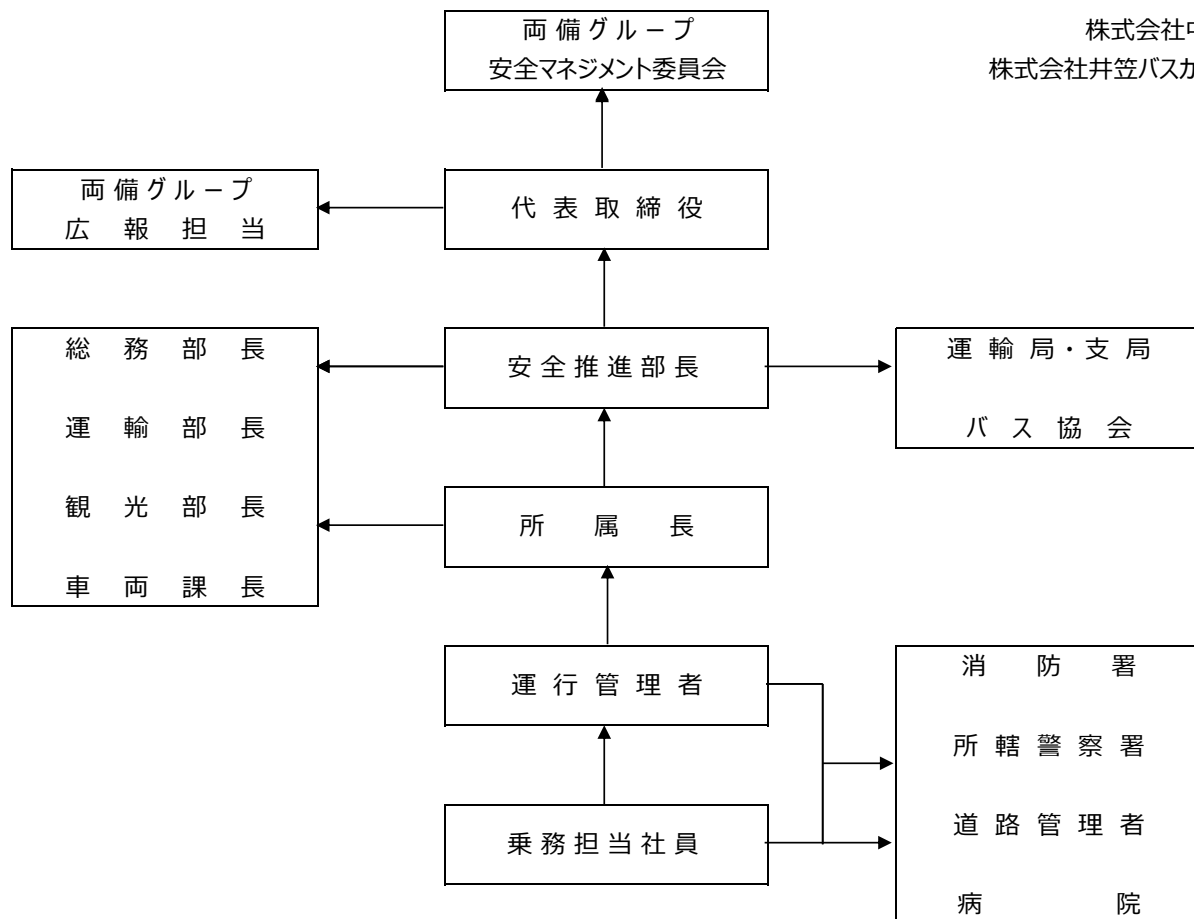 両備グループ
安全マネジメント委員会
株式会社中
株式会社井笠バスカ
両備グループ
広報担当
代表取締役
総務部長
運輸部長
観光部長
車両課長
安全推進部長
運輸局・支局
バス協会
所属長
運行管理者
消防署
所轄警察署
道路管理者
病院
乗務担当社員